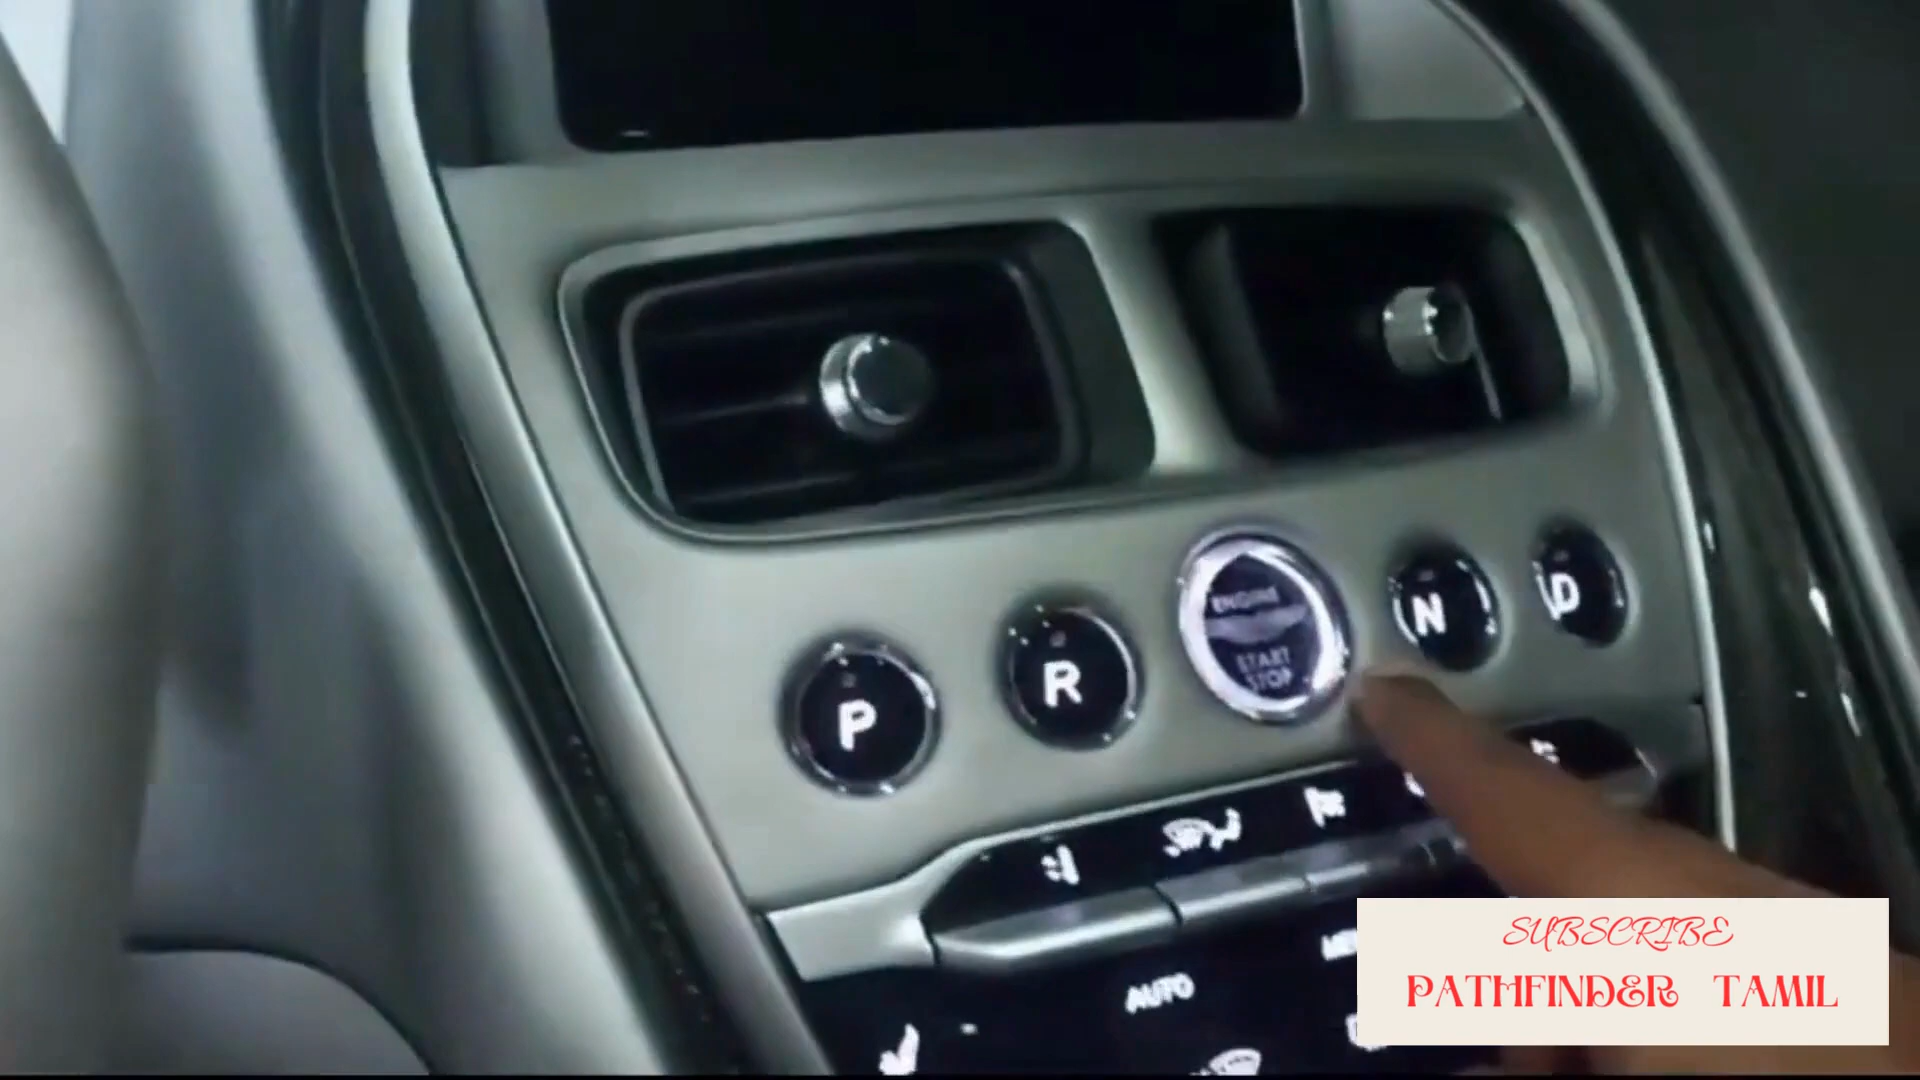 P
R
ENGINE
START
STOP
N
D
AUTO
SUBSCRIBE
PATHFINDER TAMIL